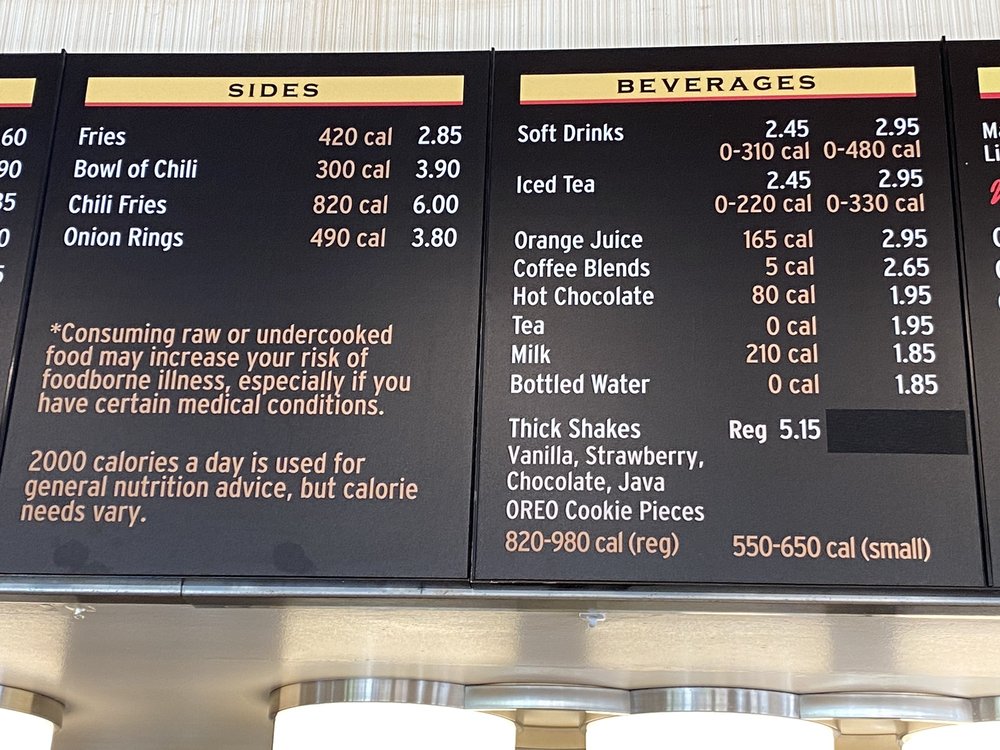 60
90
35
0
5
SIDES
Fries 420 cal 2.85
Bowl of Chili 300 cal 3.90
Chili Fries 820 cal 6.00
Onion Rings 490 cal 3.80
*Consuming raw or undercooked
food may increase your risk of
foodborne illness, especially if you
have certain medical conditions.
2000 calories a day is used for
general nutrition advice, but calorie
needs vary.
BEVERAGES
Soft Drinks 2.45 2.95
0-310 cal 0-480 cal
Iced Tea 2.45 2.95
0-220 cal 0-330 cal
Orange Juice 165 cal 2.95
Coffee Blends 5 cal 2.65
Hot Chocolate 80 cal 1.95
Tea 0 cal 1.95
Milk 210 cal 1.85
Bottled Water 0 cal 1.85
Thick Shakes Reg 5.15
Vanilla, Strawberry,
Chocolate, Java
OREO Cookie Pieces
820-980 cal (reg) 550-650 cal (small)
Li